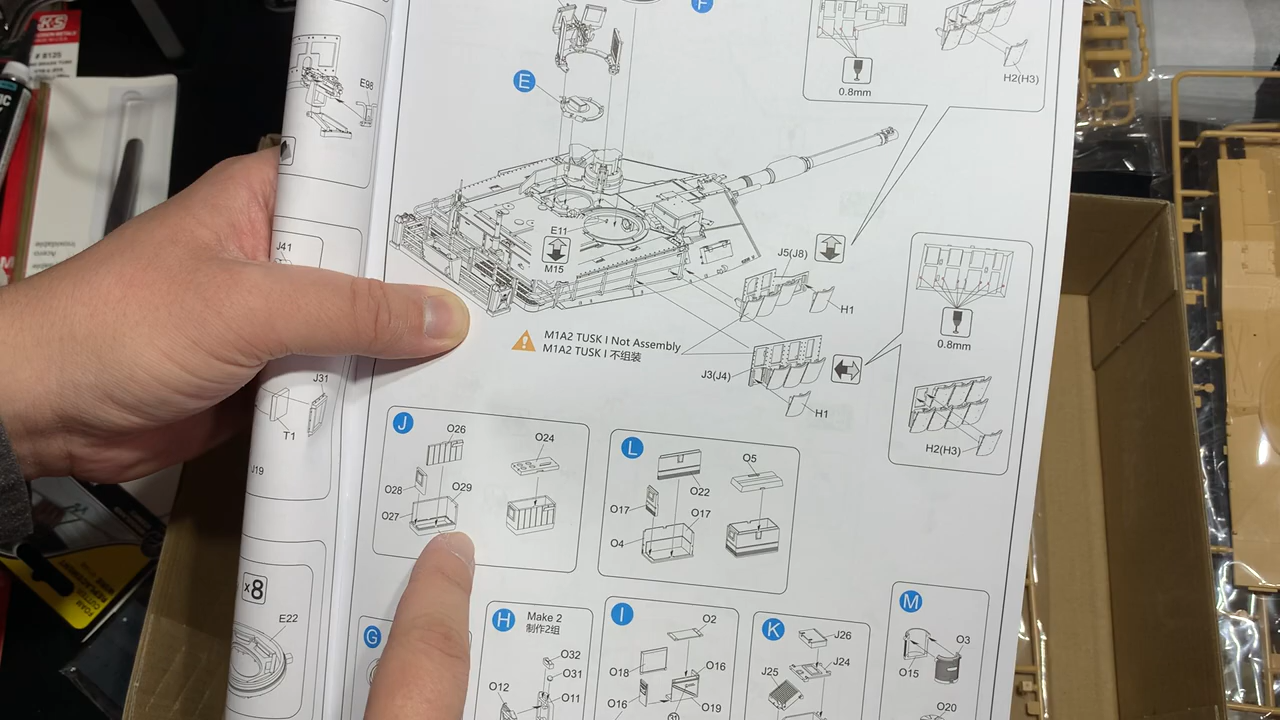 K&S
# 8125
F
E98
E
H2(H3)
0.8mm
J41
E11
M15
J5(J8)
H1
0.8mm
M1A2 TUSK I Not Assembly
M1A2 TUSK I 不组装
J3(J4)
H1
H2(H3)
J31
T1
J19
J
O26
O24
O28
O29
O27
L
O5
O22
O17
O17
O4
x8
E22
G
H
Make 2
制作2组
O32
O31
O12
O11
I
O2
O18
O16
O16
O19
K
J26
J24
J25
M
O3
O15
O20